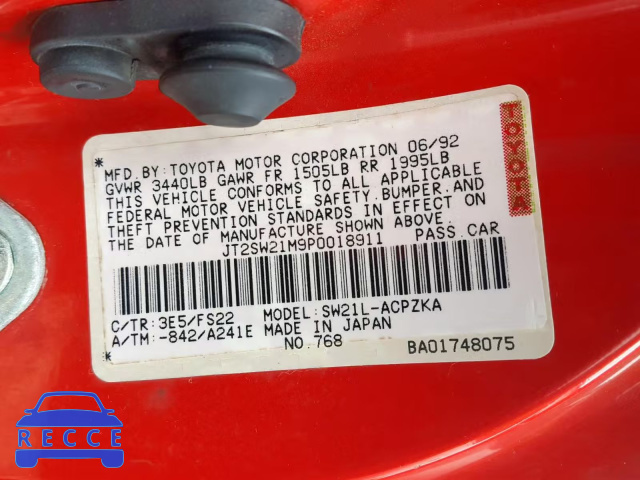 MFD.BY:TOYOTA MOTOR CORPORATION 06/92
GVWR 3440LB GAWR FR 1505LB RR 1995LB
THIS VEHICLE CONFORMS TO ALL APPLICABLE
FEDERAL MOTOR VEHICLE SAFETY,BUMPER,AND
THEFT PREVENTION STANDARDS IN EFFECT ON
THE DATE OF MANUFACTURE SHOWN ABOVE.
*JT2SW21M9P0018911* PASS.CAR
TOYOTA
C/TR:3E5/FS22 MODEL:SW21L-ACPZKA
A/TM:-842/A241E MADE IN JAPAN
NO.768 BA01748075
RECCE